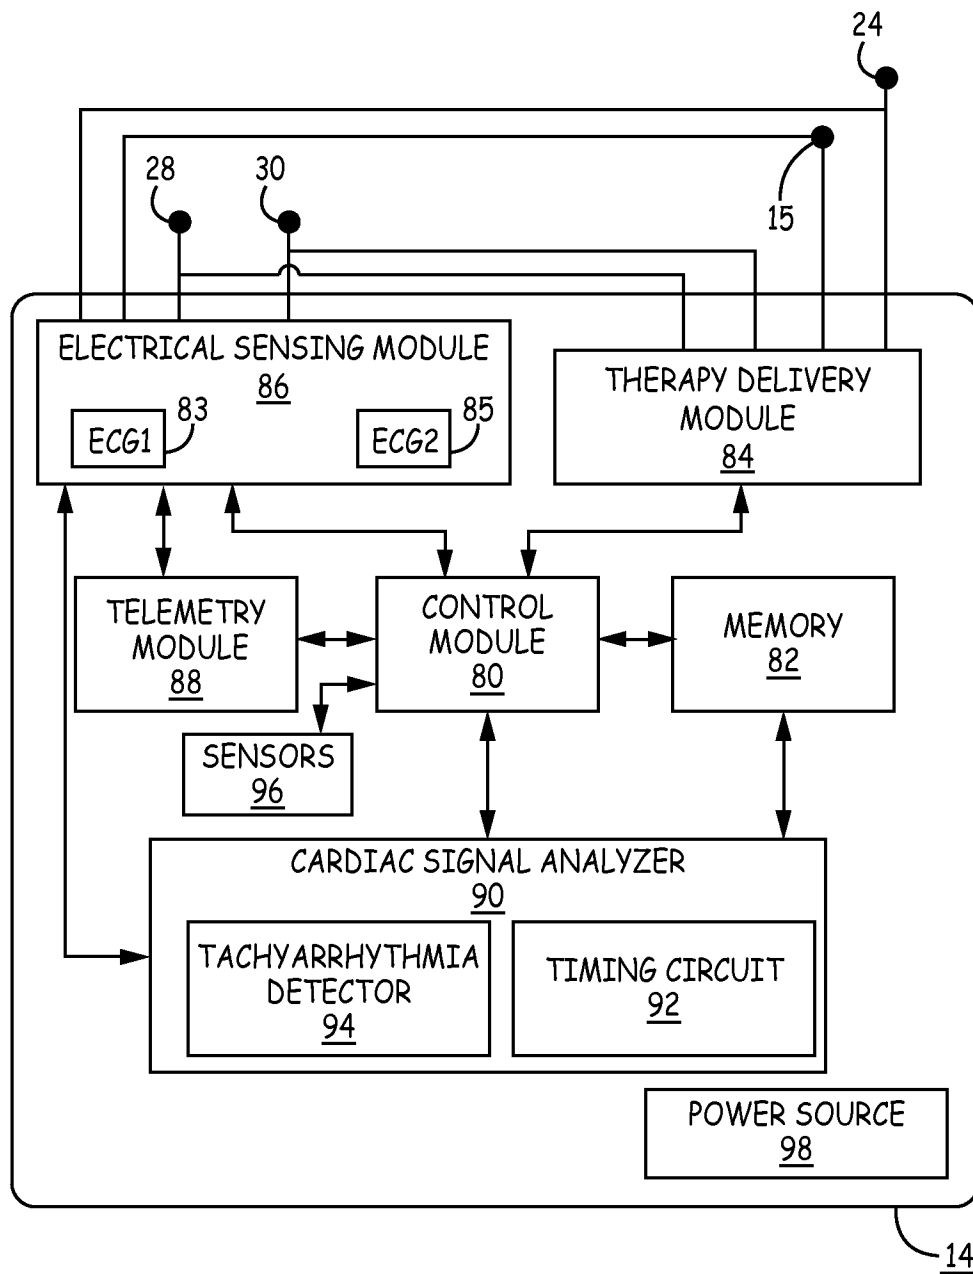 24
28
30
15
ELECTRICAL SENSING MODULE
86
83
85
ECG1
ECG2
THERAPY DELIVERY
MODULE
84
TELEMETRY
MODULE
88
CONTROL
MODULE
80
MEMORY
82
SENSORS
96
CARDIAC SIGNAL ANALYZER
90
TACHYARRHYTHMIA
DETECTOR
94
TIMING CIRCUIT
92
POWER SOURCE
98
14